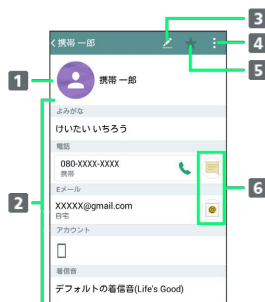 携帯 一郎
3
4
5
1
携帯 一郎
よみがな
けいたい いちろう
電話
080-XXXX-XXXX
携帯
2
6
Eメール
XXXXX@gmail.com
自宅
アカウント
着信音
デフォルトの着信音(Life's Good)